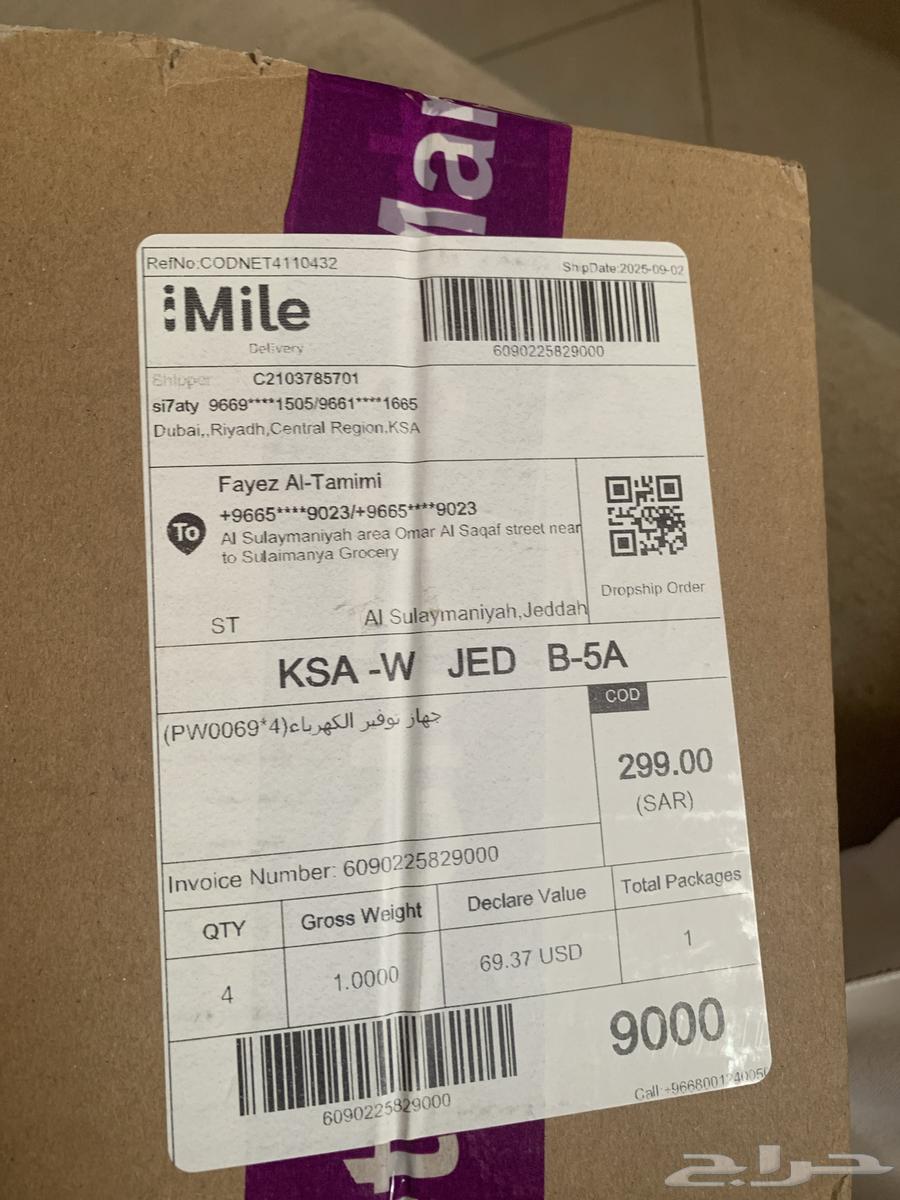 RefNo:CODNET4110432
ShipDate:2025-09-02
iMile
Delivery
6090225829000
Shipper C2103785701
si7aty 9669****1505/9661****1665
Dubai,,Riyadh,Central Region,KSA
To
Fayez Al-Tamimi
+9665****9023/+9665****9023
Al Sulaymaniyah area Omar Al Saqaf street near
to Sulaimanya Grocery
Dropship Order
ST Al Sulaymaniyah,Jeddah
KSA -W JED B-5A
جهاز توفير الكهرباء(PW0069*4)
COD
299.00
(SAR)
Invoice Number: 6090225829000
QTY Gross Weight Declare Value Total Packages
4 1.0000 69.37 USD 1
6090225829000
9000
Call:+9668001240050
حراج